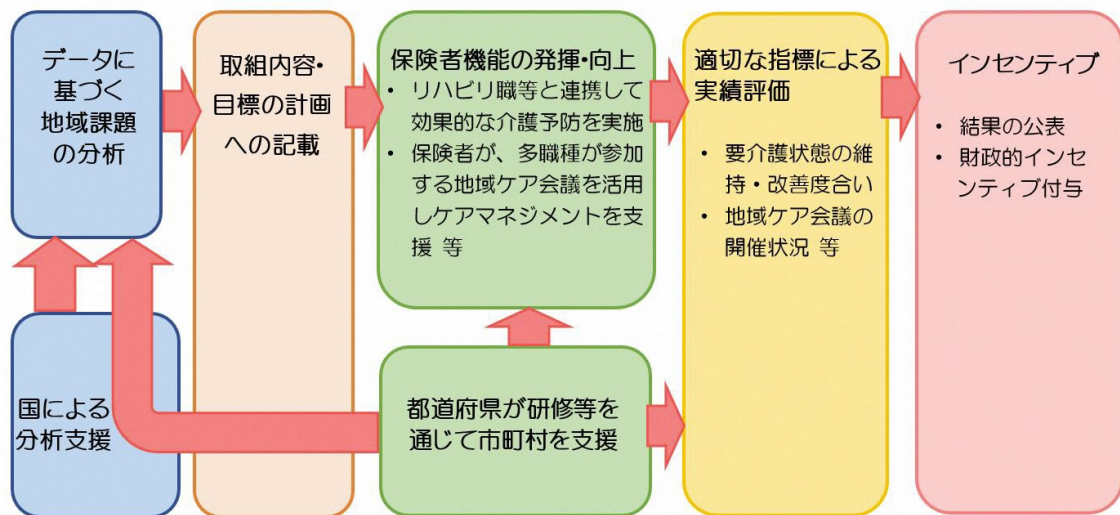 データに
基づく
地域課題
の分析
取組内容・
目標の計画
への記載
保険者機能の発揮・向上
• リハビリ職等と連携して
効果的な介護予防を実施
• 保険者が、多職種が参加
する地域ケア会議を活用
しケアマネジメントを支
援 等
適切な指標による
実績評価
• 要介護状態の維
持・改善度合い
• 地域ケア会議の
開催状況 等
インセンティブ
• 結果の公表
• 財政的インセ
ンティブ付与
国による
分析支援
都道府県が研修等を
通じて市町村を支援